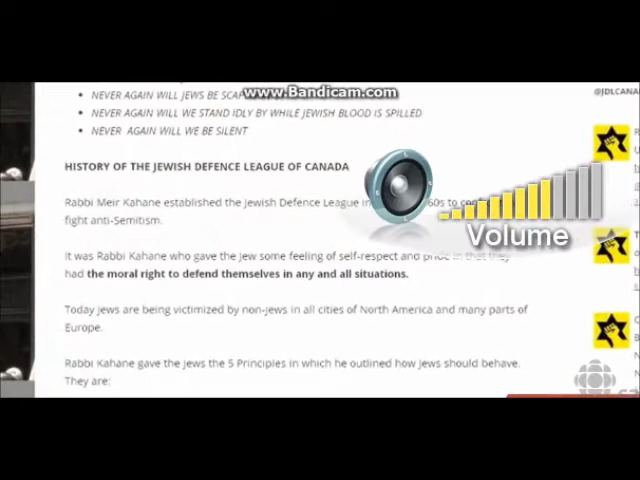 www.Bandicam.com
NEVER AGAIN WILL JEWS BE
@JDLCANA
NEVER AGAIN WILL WE STAND IDLY BY WHILE JEWISH BLOOD IS SPILLED
NEVER AGAIN WILL WE BE SILENT
HISTORY OF THE JEWISH DEFENCE LEAGUE OF CANADA
Rabbi Meir Kahane established the Jewish Defence League in 60s to
fight anti-Semitism.
Volume
It was Rabbi Kahane who gave the Jew some feeling of self-respect and that they
had the moral right to defend themselves in any and all situations.
Today Jews are being victimized by non-Jews in all cities of North America and many parts of
Europe.
Rabbi Kahane gave the Jews the 5 Principles in which he outlined how Jews should behave.
They are: